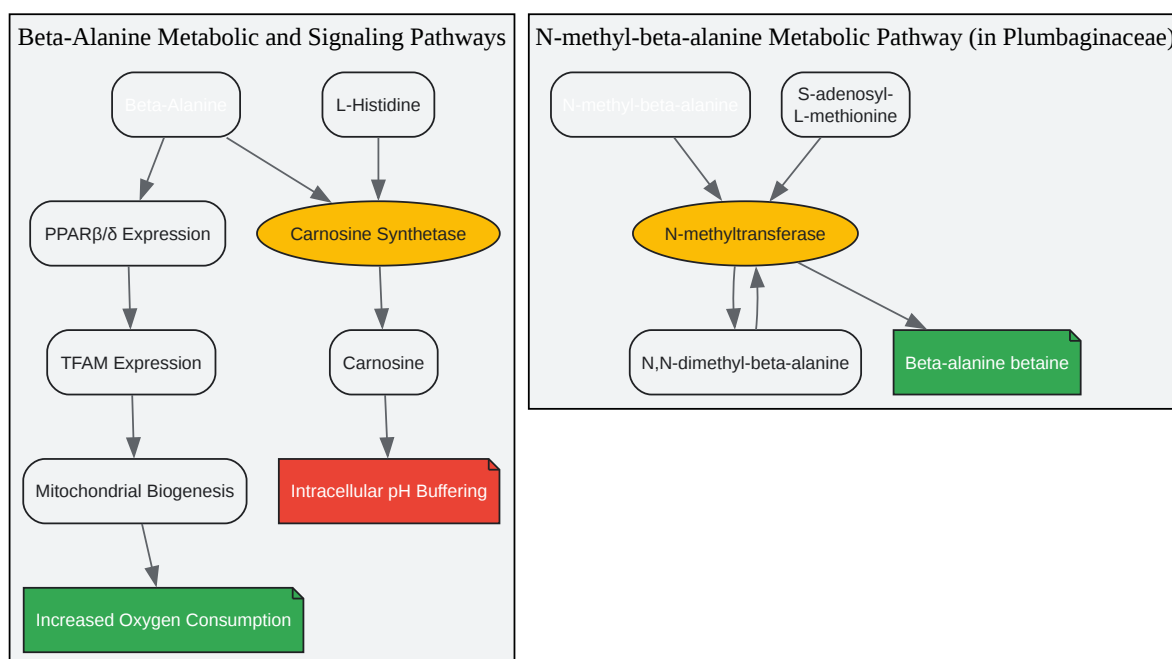 Beta-Alanine Metabolic and Signaling Pathways
Beta-Alanine
L-Histidine
PPARβ/δ Expression
Carnosine Synthetase
TFAM Expression
Carnosine
Mitochondrial Biogenesis
Intracellular pH Buffering
Increased Oxygen Consumption
N-methyl-beta-alanine Metabolic Pathway (in Plumbaginaceae)
N-methyl-beta-alanine
S-adenosyl-
L-methionine
N-methyltransferase
N,N-dimethyl-beta-alanine
Beta-alanine betaine